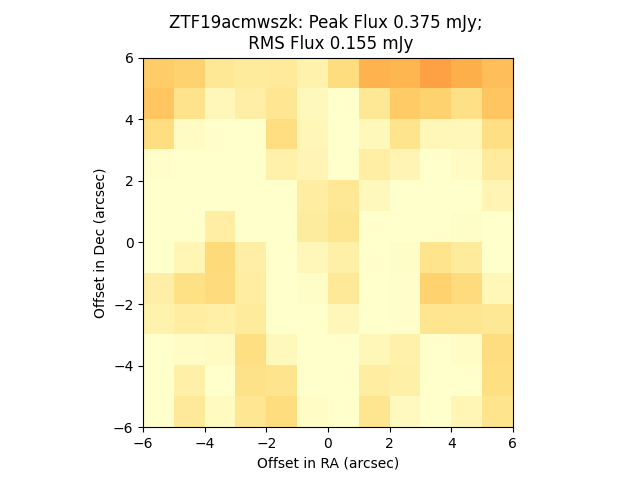 ZTF19acmwszk: Peak Flux 0.375 mJy;
RMS Flux 0.155 mJy
6
4
2
0
−2
−4
−6
Offset in Dec (arcsec)
−6 −4 −2 0 2 4 6
Offset in RA (arcsec)